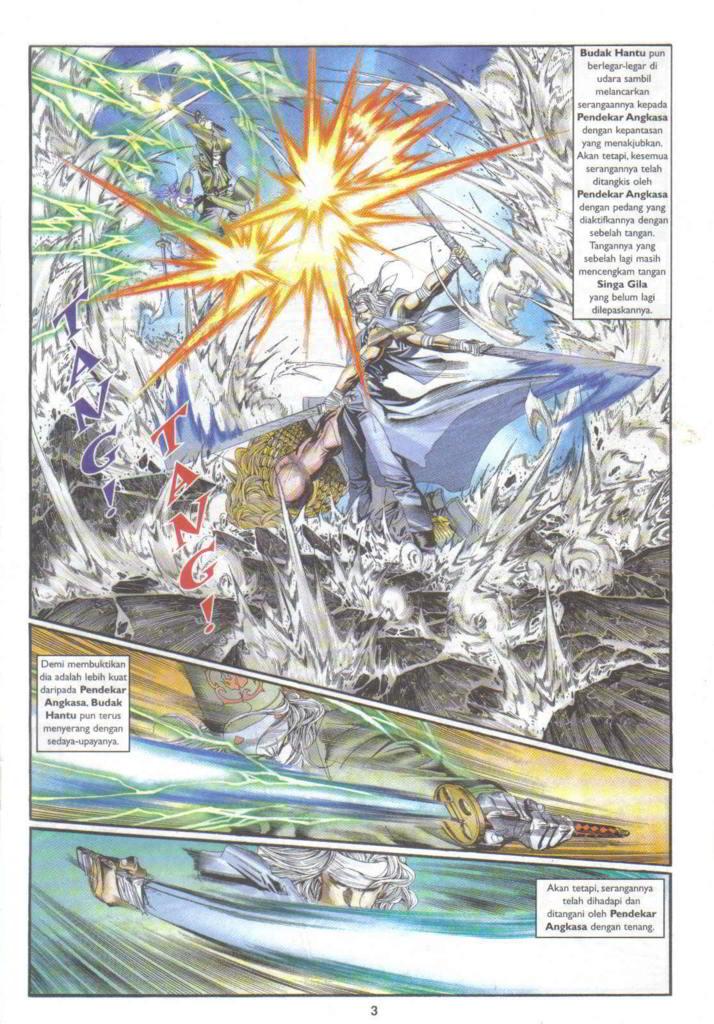 Budak Hantu pun
berlegar-legar di
udara sambil
melancarkan
serangaannya kepada
Pendekar Angkasa
dengan kepantasan
yang menakjubkan.
Akan tetapi, kesemua
serangannya telah
ditangkis oleh
Pendekar Angkasa
dengan pedang yang
diaktifkannya dengan
sebelah tangan.
Tangannya yang
sebelah lagi masih
mencengkam tangan
Singa Gila
yang belum lagi
dilepaskannya.
TANG!
TANG!
Demi membuktikan
dia adalah lebih kuat
daripada Pendekar
Angkasa, Budak
Hantu pun terus
menyerang dengan
sedaya-upayanya.
Akan tetapi, serangannya
telah dihadapi dan
ditangani oleh Pendekar
Angkasa dengan tenang.
3